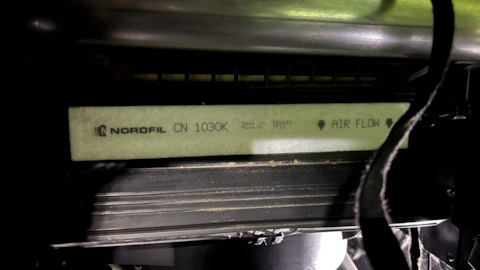 NORDFIL CN 1030K AIR FLOW